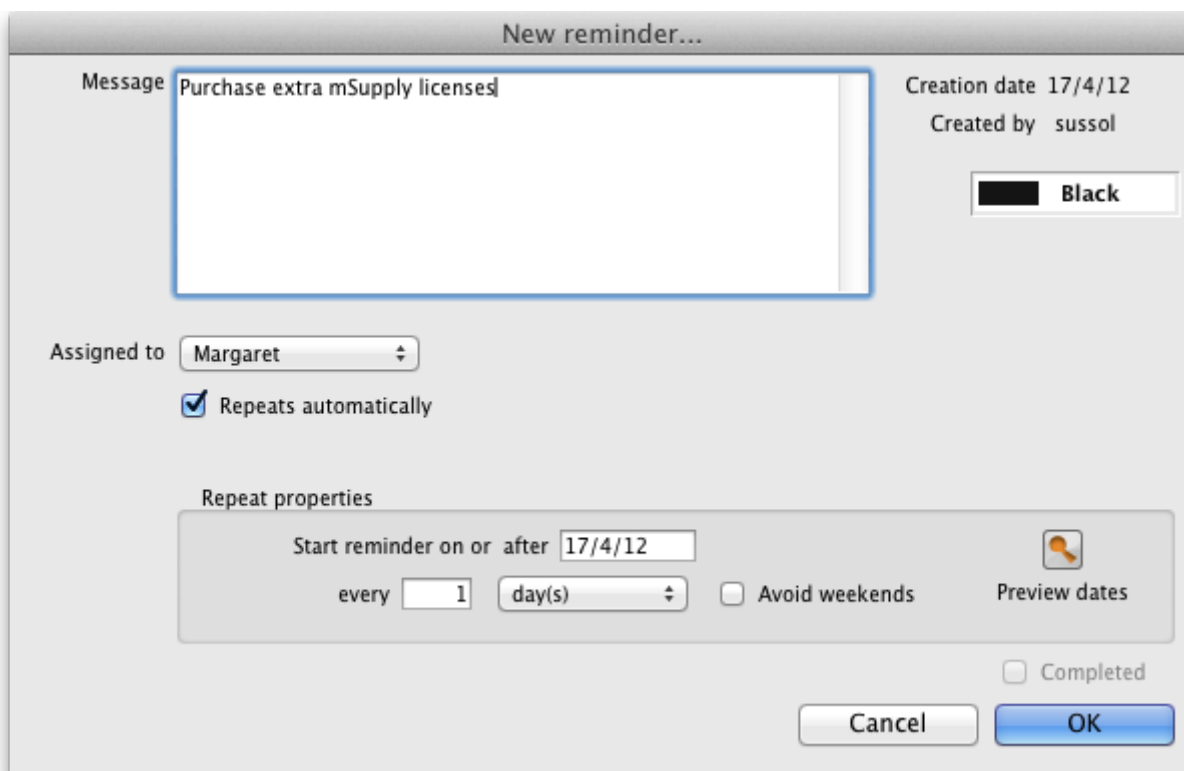 New reminder...
Message Purchase extra mSupply licenses
Creation date 17/4/12
Created by sussol
Black
Assigned to Margaret
Repeats automatically
Repeat properties
Start reminder on or after 17/4/12
every 1 day(s) Avoid weekends
Preview dates
Completed
Cancel OK